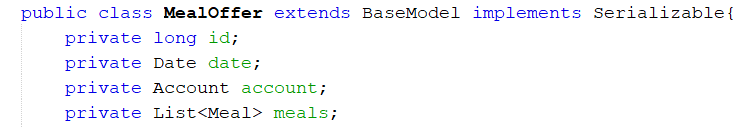 public class MealOffer extends BaseModel implements Serializable{
private long id;
private Date date;
private Account account;
private List<Meal> meals;